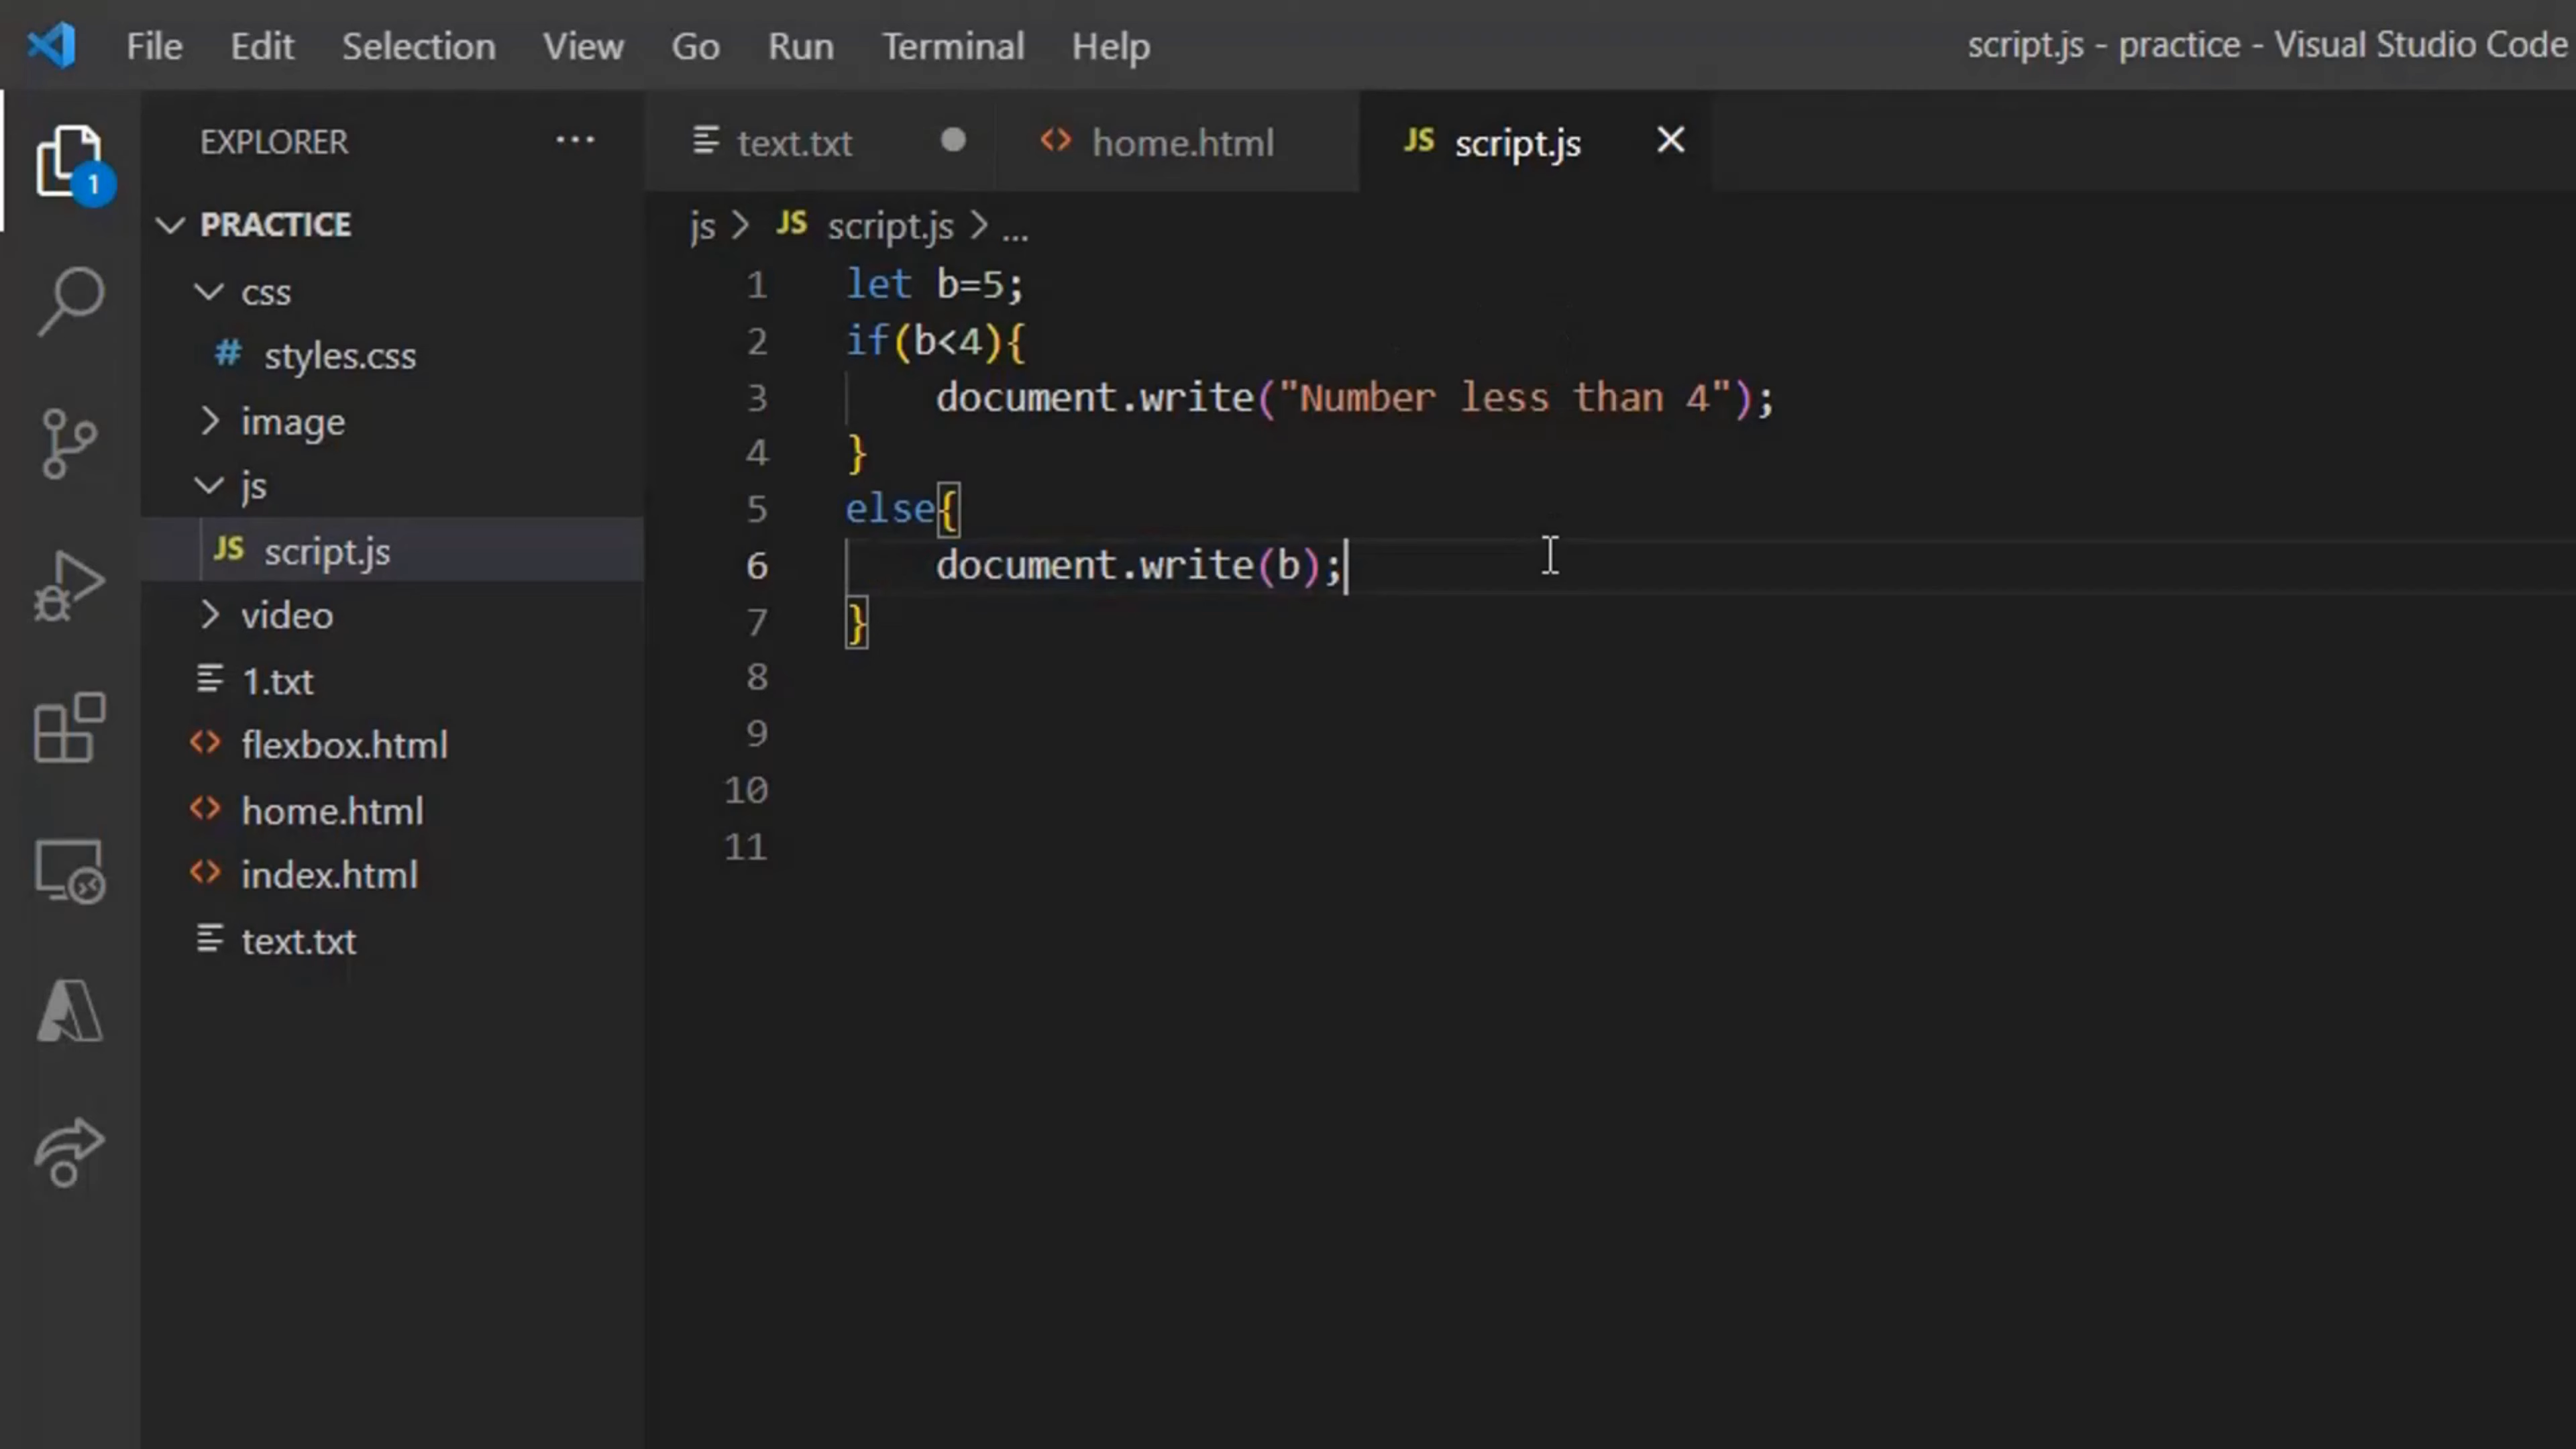 File Edit Selection View Go Run Terminal Help script.js - practice - Visual Studio Code
EXPLORER ...
1
PRACTICE
css
# styles.css
image
js
JS script.js
video
1.txt
<> flexbox.html
<> home.html
<> index.html
text.txt
text.txt <> home.html JS script.js
js > JS script.js > ...
1 let b=5;
2 if(b<4){
3 document.write("Number less than 4");
4 }
5 else{
6 document.write(b);
7 }
8
9
10
11